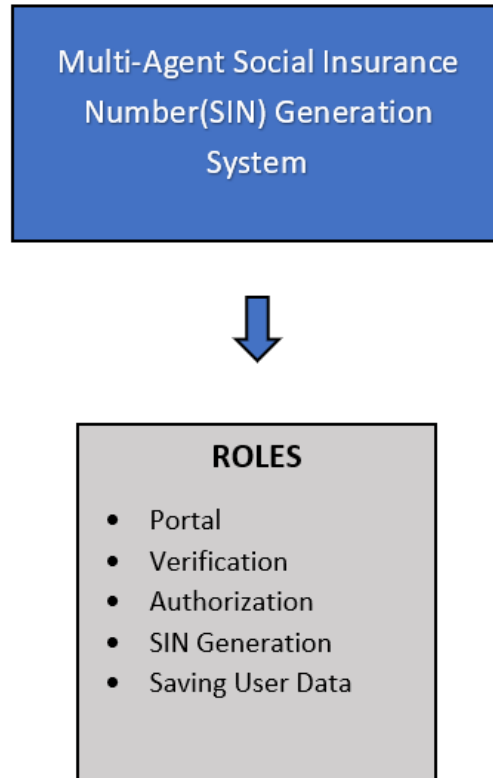 Multi-Agent Social Insurance
Number(SIN) Generation
System
ROLES
• Portal
• Verification
• Authorization
• SIN Generation
• Saving User Data